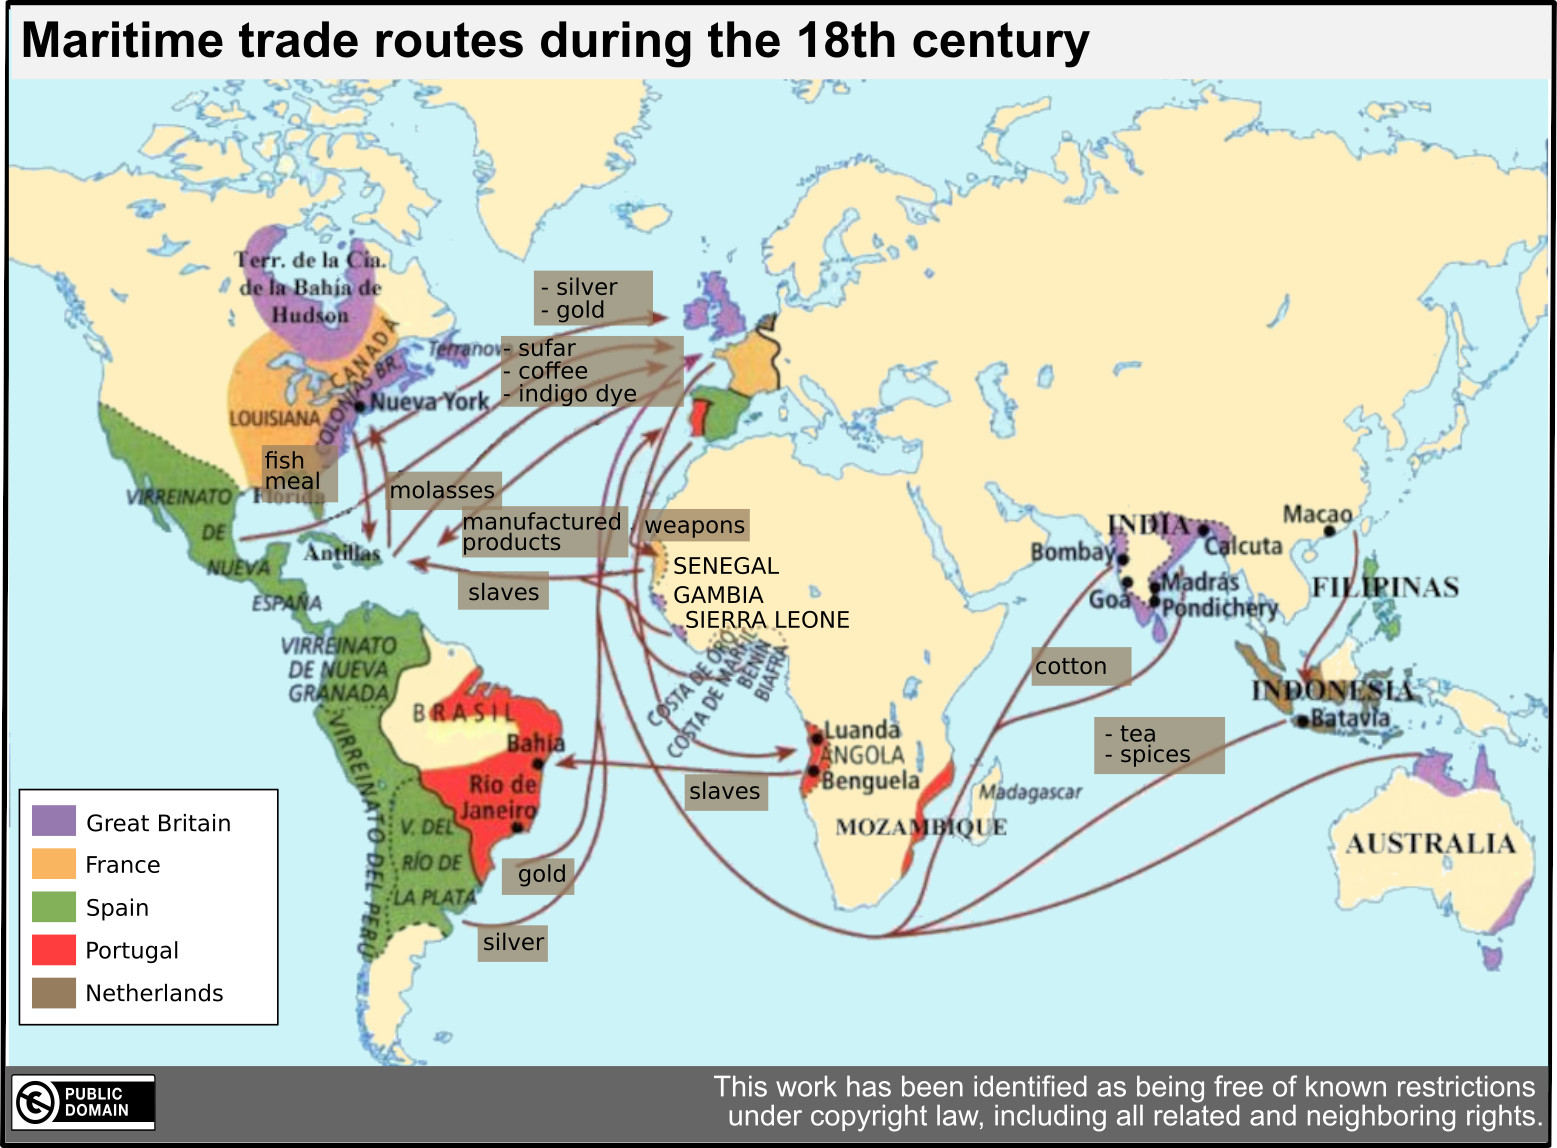 Maritime trade routes during the 18th century
Terr. de la Cia.
de la Bahía de
Hudson
- silver
- gold
CANADÁ
Terranov
- sufar
- coffee
- indigo dye
COLONIAS BR.
Nueva York
LOUISIANA
fish
meal
Florida
molasses
VIRREINATO
DE
NUEVA
ESPAÑA
manufactured
products
weapons
Antillas
slaves
SENEGAL
GAMBIA
SIERRA LEONE
COSTA DE ORO
COSTA DE MARFIL
BENÍN
BIAFRA
INDIA
Bombay
Calcuta
Goa
Madrás
Pondichery
Macao
FILIPINAS
VIRREINATO
DE NUEVA
GRANADA
BRASIL
Bahía
Río de
Janeiro
VIRREINATO DEL PERÚ
V. DEL
RÍO DE
LA PLATA
Luanda
ANGOLA
Benguela
slaves
cotton
- tea
- spices
INDONESIA
Batavia
Madagascar
MOZAMBIQUE
AUSTRALIA
gold
silver
Great Britain
France
Spain
Portugal
Netherlands
PUBLIC
DOMAIN
This work has been identified as being free of known restrictions
under copyright law, including all related and neighboring rights.